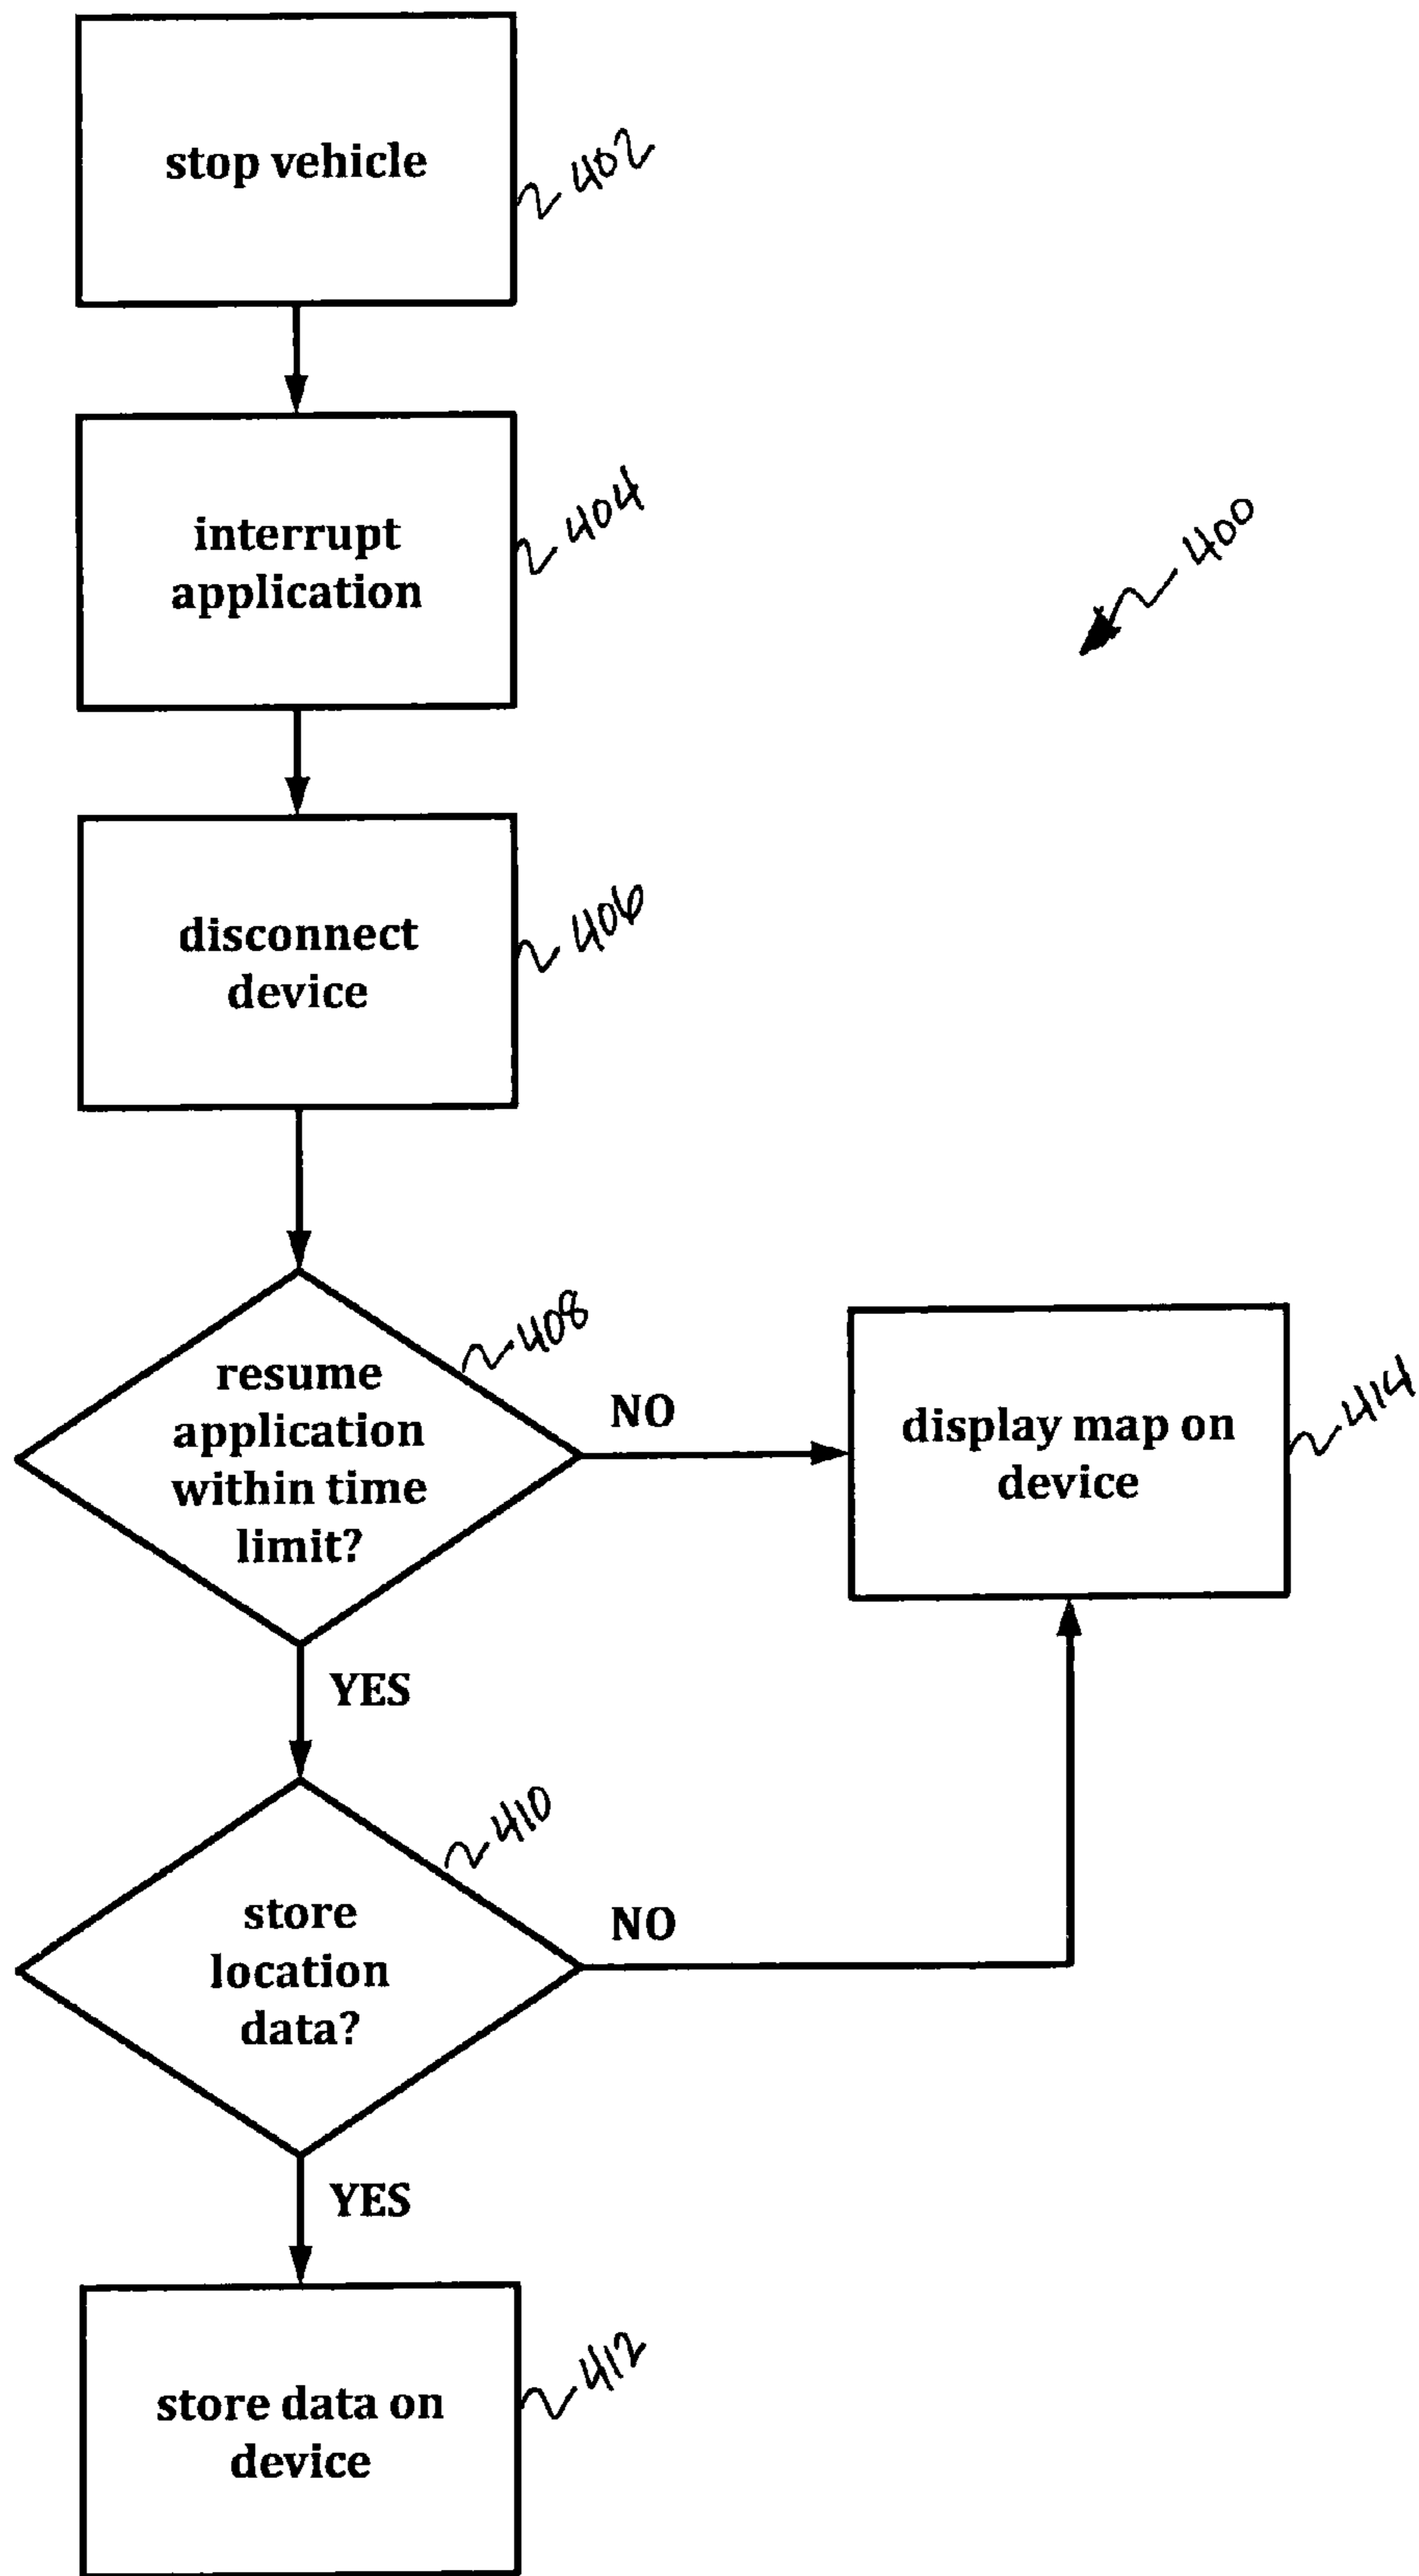 stop vehicle
402
interrupt
application
404
400
disconnect
device
406
408
resume
application
within time
limit?
NO
display map on
device
414
YES
410
store
location
data?
NO
YES
store data on
device
412